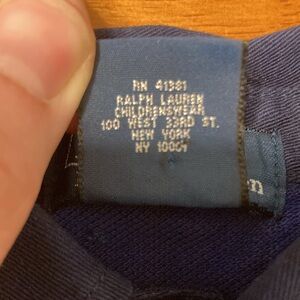 RN 41381
RALPH LAUREN
CHILDRENSWEAR
100 WEST 33RD ST.
NEW YORK
NY 10001
m